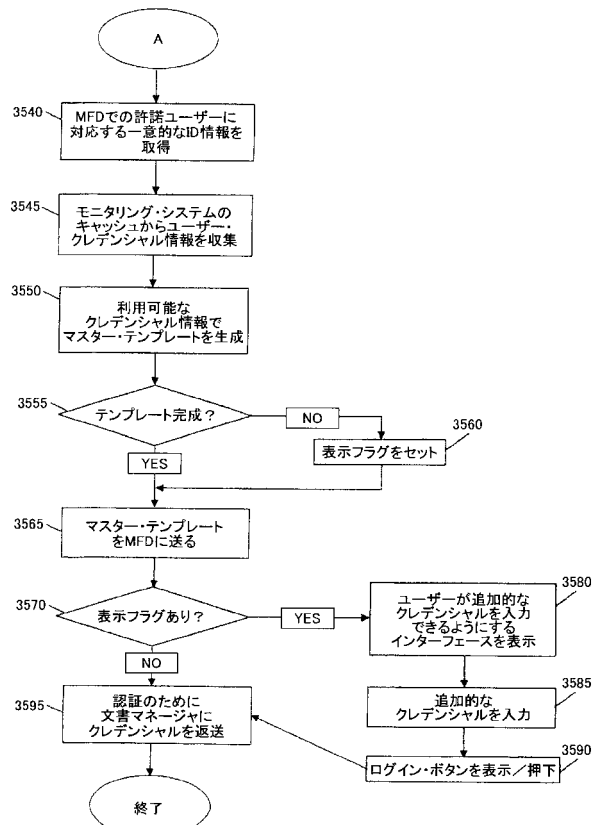 A
3540
MFDでの許諾ユーザーに
対応する一意的なID情報を
取得
3545
モニタリング・システムの
キャッシュからユーザー・
クレデンシャル情報を収集
3550
利用可能な
クレデンシャル情報で
マスター・テンプレートを生成
3555
テンプレート完成？
NO
3560
表示フラグをセット
YES
3565
マスター・テンプレート
をMFDに送る
3570
表示フラグあり？
YES
3580
ユーザーが追加的な
クレデンシャルを入力
できるようにする
インターフェースを表示
NO
3585
追加的な
クレデンシャルを入力
3595
認証のために
文書マネージャに
クレデンシャルを返送
3590
ログイン・ボタンを表示／押下
終了